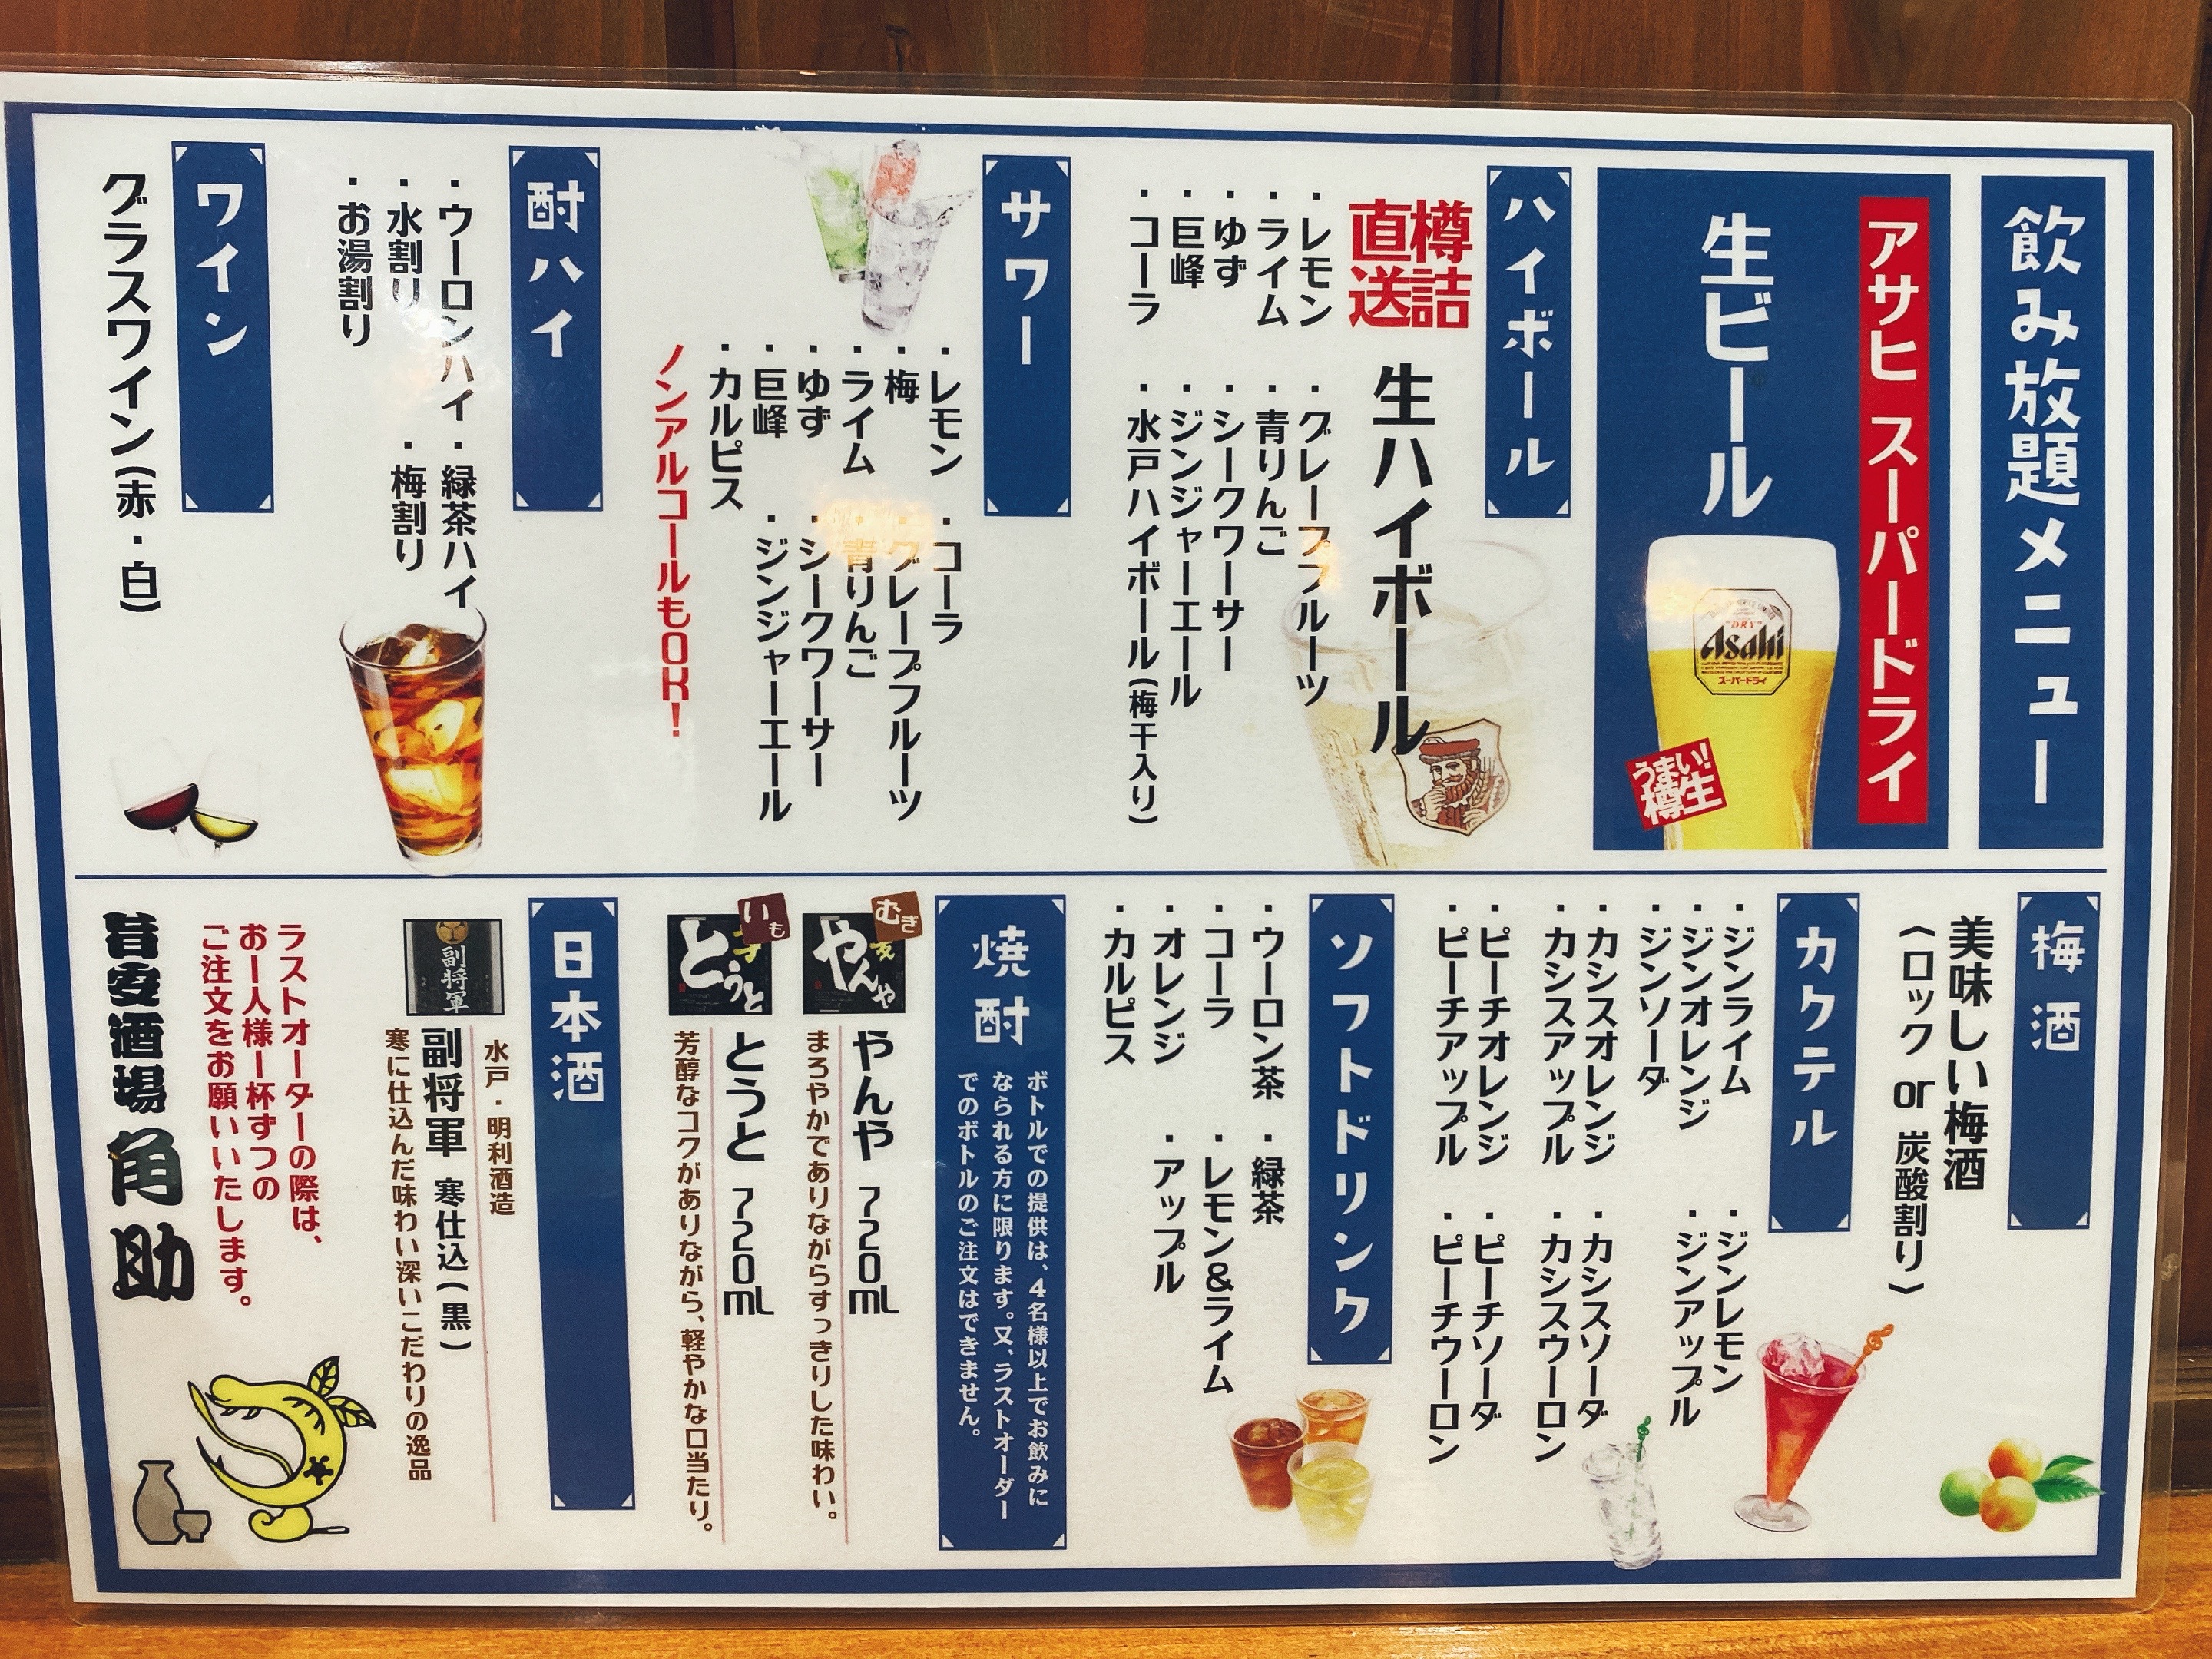 飲み放題メニュー
アサヒ スーパードライ
生ビール
DRY
Asahi
スーパードライ
うまい!
樽生
ハイボール
樽詰
直送
生ハイボール
・レモン
・ライム
・ゆず
・巨峰
・コーラ
・グレープフルーツ
・青りんご
・シークワーサー
・ジンジャーエール
・水戸ハイボール(梅干入り)
サワー
・レモン
・梅
・ライム
・ゆず
・巨峰
・カルピス
・コーラ
・グレープフルーツ
・青りんご
・シークワーサー
・ジンジャーエール
ノンアルコールもOK!
酎ハイ
・ウーロンハイ
・水割り
・お湯割り
・緑茶ハイ
・梅割り
ワイン
グラスワイン(赤・白)
梅酒
美味しい梅酒
(ロック or 炭酸割り)
カクテル
・ジンライム
・ジンオレンジ
・ジンソーダ
・ジンレモン
・ジンアップル
・カシスオレンジ
・カシスアップル
・カシスソーダ
・カシスウーロン
・ピーチオレンジ
・ピーチアップル
・ピーチソーダ
・ピーチウーロン
ソフトドリンク
・ウーロン茶
・コーラ
・オレンジ
・カルピス
・緑茶
・レモン&ライム
・アップル
焼酎
ボトルでの提供は、4名様以上でお飲みに
なられる方に限ります。又、ラストオーダー
でのボトルのご注文はできません。
むぎ
やんや
やんや 720mL
まろやかでありながらすっきりした味わい。
いも
とうと
とうと 720mL
芳醇なコクがありながら、軽やかな口当たり。
日本酒
水戸・明利酒造
副将軍
副将軍 寒仕込(黒)
寒に仕込んだ味わい深いこだわりの逸品
ラストオーダーの際は、
お一人様一杯ずつの
ご注文をお願いいたします。
旨安酒場 角助